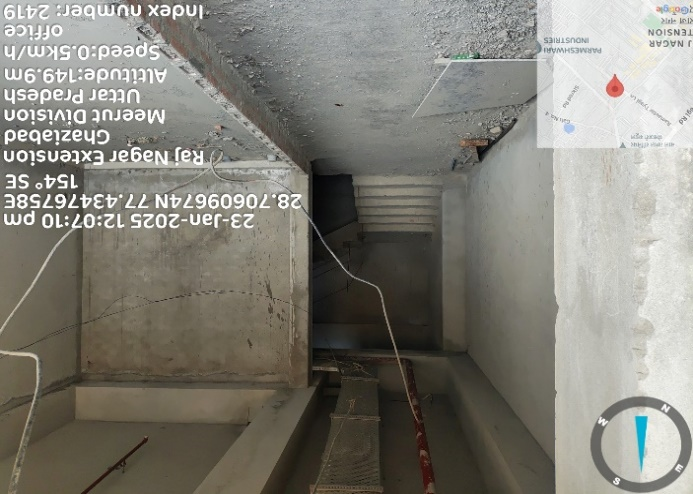 23-Jan-2025 12:07:10 pm
28.70609674N 77.43476758E
154° SE
Raj Nagar Extension
Ghaziabad
Meerut Division
Uttar Pradesh
Altitude:149.9m
Speed:0.5km/h
office
Index number: 2419
PARMESHWARI
INDUSTRIES
J NAGAR
TENSION
Google
N
E
S
W